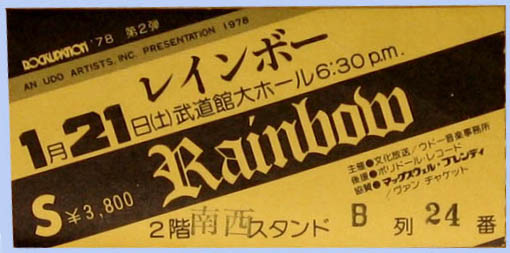 ROCKUPATION '78 第2弾
AN UDO ARTISTS, INC. PRESENTATION 1978
レインボー
1月21日(土)武道館大ホール6:30p.m.
Rainbow
S ¥3,800
主催●文化放送/ウドー音楽事務所
後援●ポリドール・レコード
協賛●マックスウェル・ブレンディ
/ヴァン チャケット
2階南西スタンド B 列 24 番